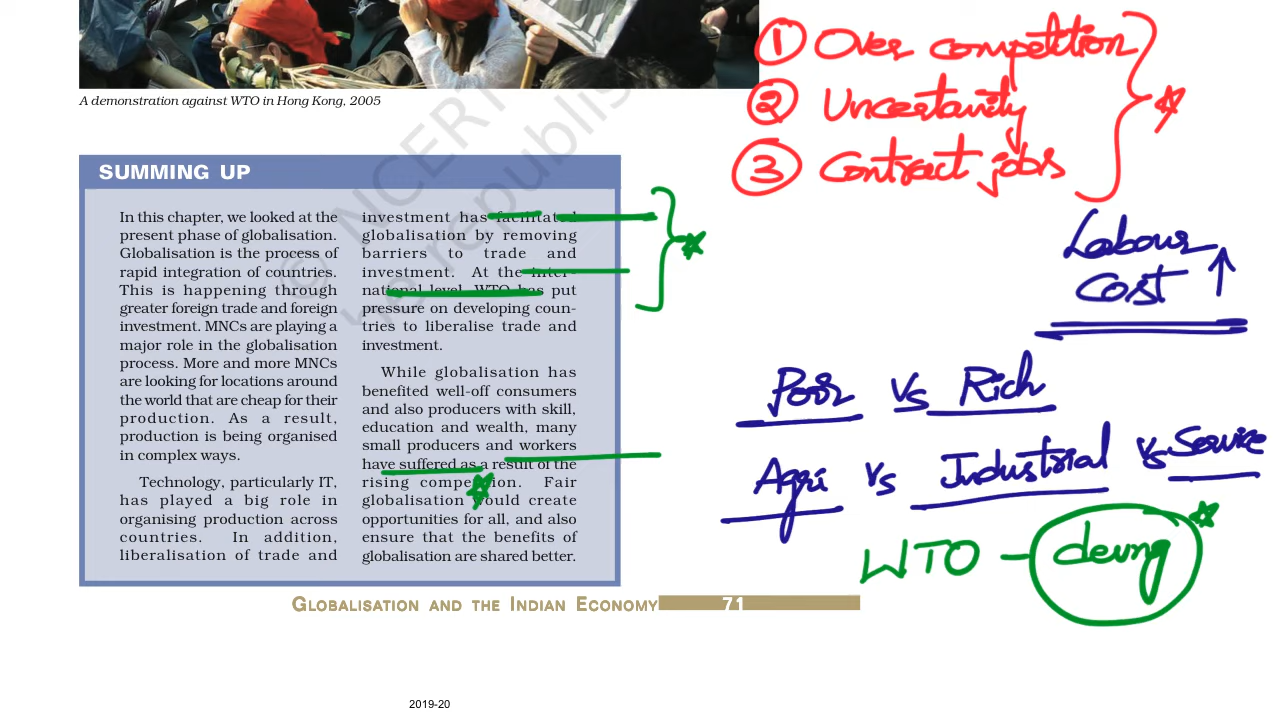 A demonstration against WTO in Hong Kong, 2005
SUMMING UP
In this chapter, we looked at the
present phase of globalisation.
Globalisation is the process of
rapid integration of countries.
This is happening through
greater foreign trade and foreign
investment. MNCs are playing a
major role in the globalisation
process. More and more MNCs
are looking for locations around
the world that are cheap for their
production. As a result,
production is being organised
in complex ways.
Technology, particularly IT,
has played a big role in
organising production across
countries. In addition,
liberalisation of trade and
investment has facilitated
globalisation by removing
barriers to trade and
investment. At the inter-
national level, WTO has put
pressure on developing coun-
tries to liberalise trade and
investment.
While globalisation has
benefited well-off consumers
and also producers with skill,
education and wealth, many
small producers and workers
have suffered as a result of the
rising competition. Fair
globalisation would create
opportunities for all, and also
ensure that the benefits of
globalisation are shared better.
GLOBALISATION AND THE INDIAN ECONOMY 71
2019-20
© NCERT
republis
① Over competition
② Uncertainity
③ Contract jobs
Labour
Cost ↑
Poor Vs Rich
Agri Vs Industrial Vs Service
WTO -